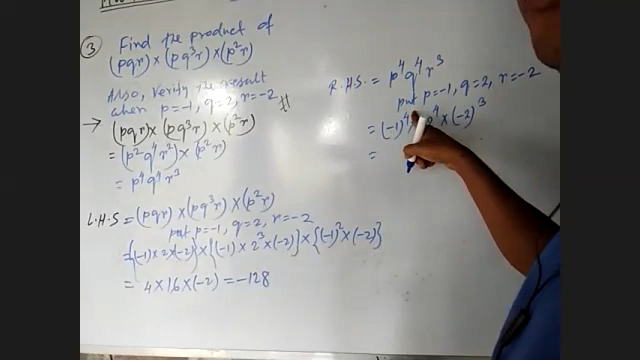 ③ Find the product of
(pqr) × (pq³r) × (p²r)
Also, verify the result
when p=-1, q=2, r=-2
→ (pqr) × (pq³r) × (p²r)
= (p²q⁴r²) × (p²r)
= p⁴q⁴r³
L.H.S = (pqr) × (pq³r) × (p²r)
put p=-1, q=2, r=-2
= {(-1) × 2 × (-2)} × {(-1) × 2³ × (-2)} × {(-1)² × (-2)}
= 4 × 16 × (-2) = -128
R.H.S. = p⁴q⁴r³
put p=-1, q=2, r=-2
= (-1)⁴ × (-2)³
=